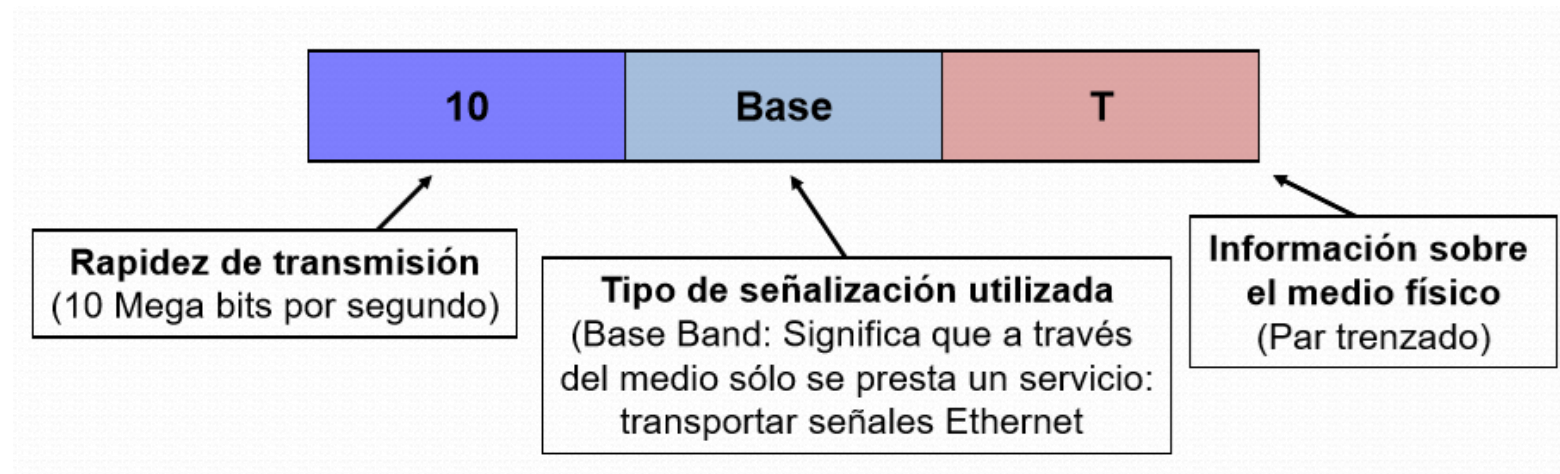 10 Base T
Rapidez de transmisión
(10 Mega bits por segundo)
Tipo de señalización utilizada
(Base Band: Significa que a través
del medio sólo se presta un servicio:
transportar señales Ethernet
Información sobre
el medio físico
(Par trenzado)